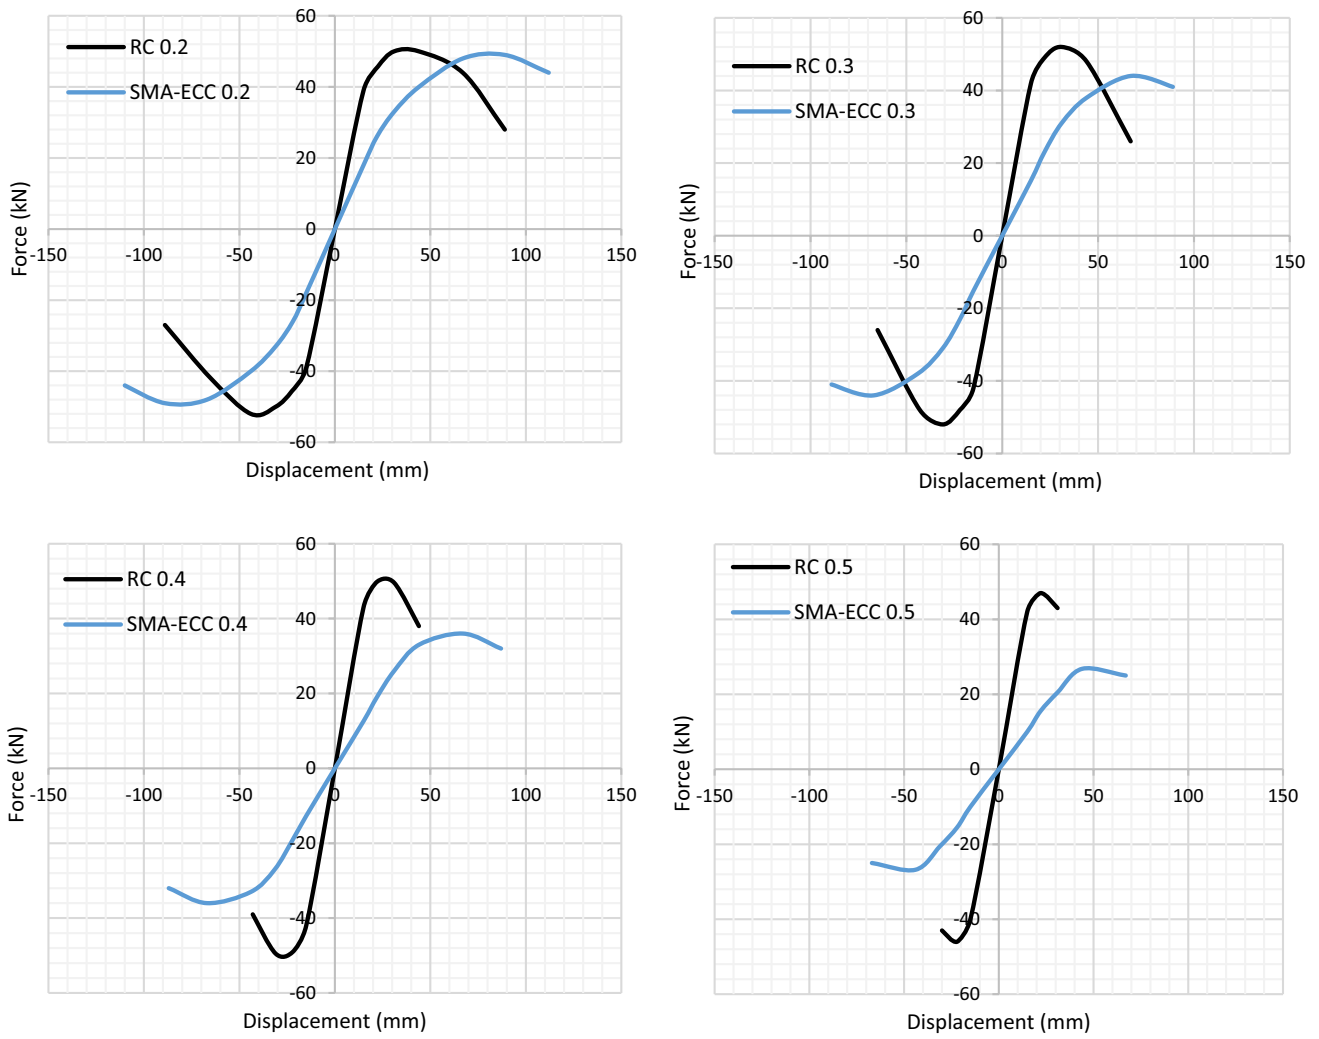 60
RC 0.2
SMA-ECC 0.2
40
20
0
-150 -100 -50 0 50 100 150
-20
-40
-60
Force (kN)
Displacement (mm)
60
RC 0.3
SMA-ECC 0.3
40
20
0
-150 -100 -50 0 50 100 150
-20
-40
-60
Force (kN)
Displacement (mm)
60
RC 0.4
SMA-ECC 0.4
40
20
0
-150 -100 -50 0 50 100 150
-20
-40
-60
Force (kN)
Displacement (mm)
60
RC 0.5
SMA-ECC 0.5
40
20
0
-150 -100 -50 0 50 100 150
-20
-40
-60
Force (kN)
Displacement (mm)